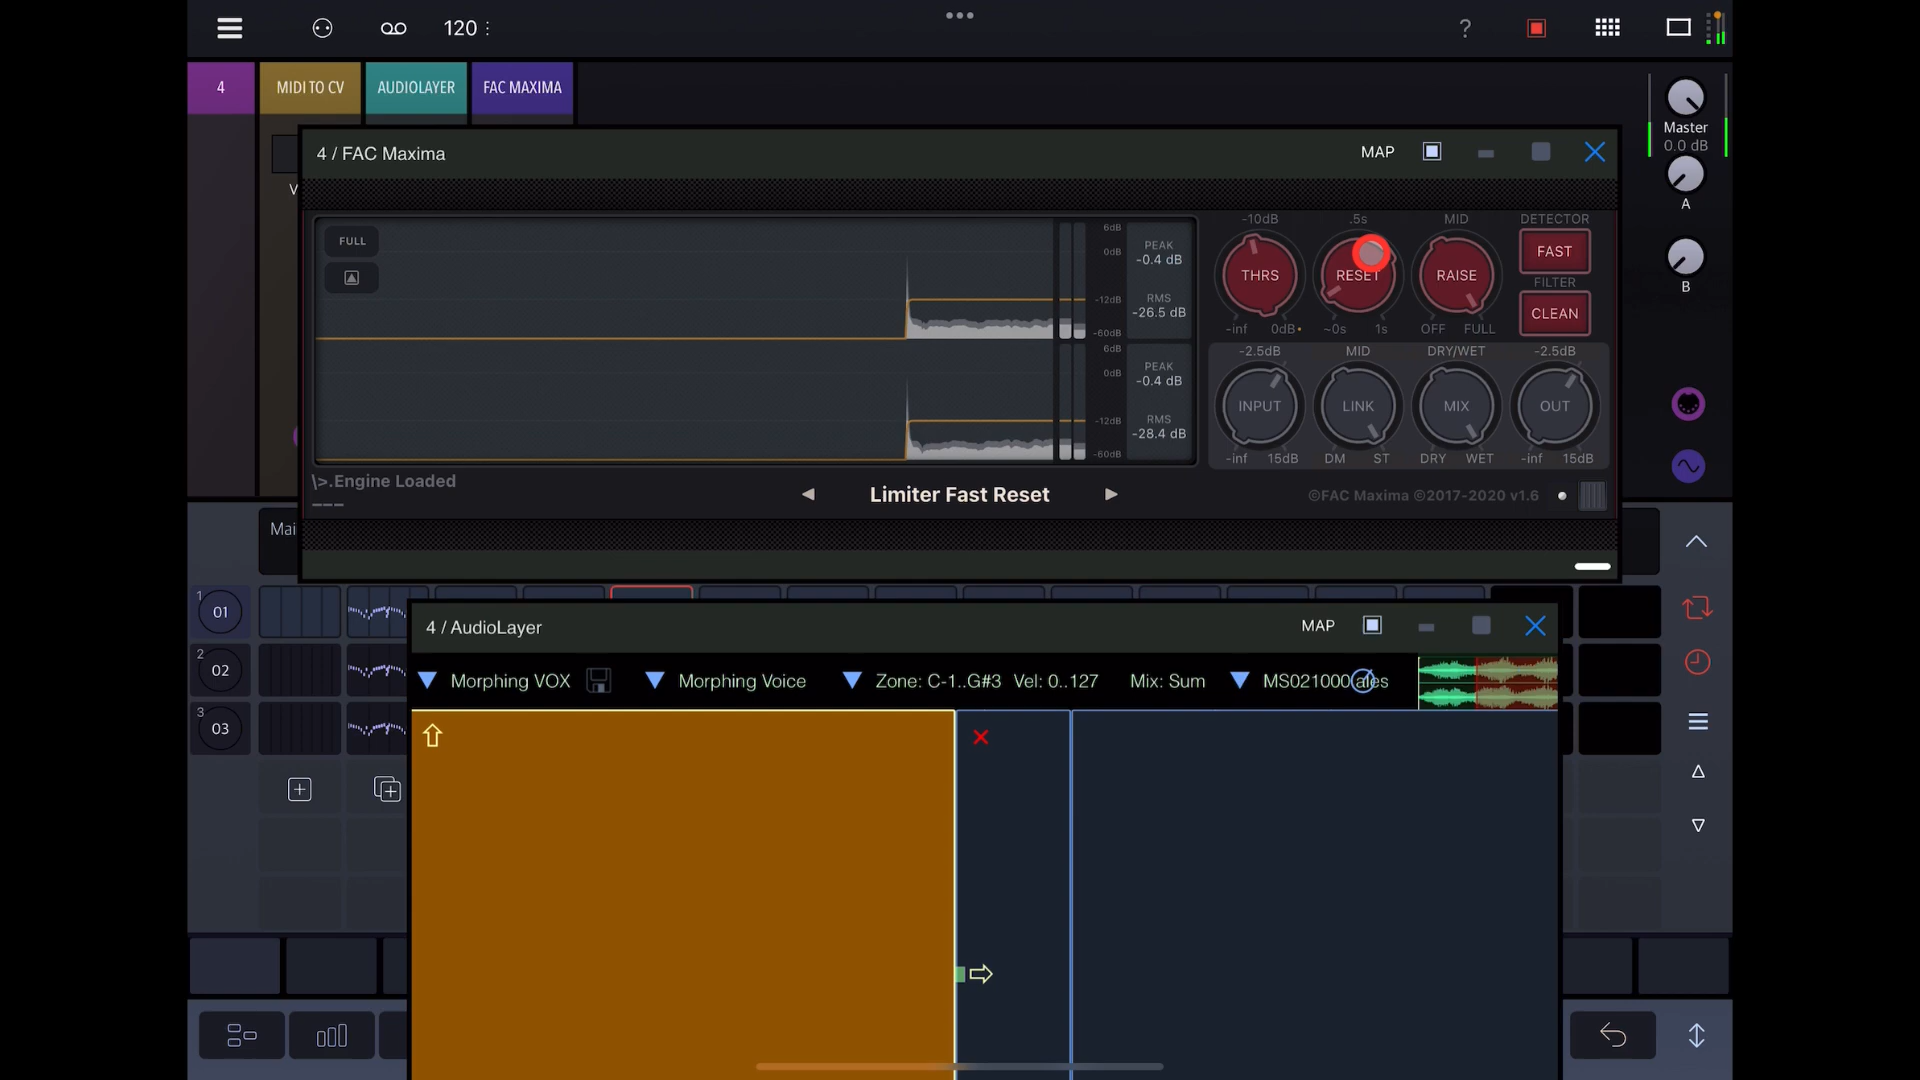 120
?
4
MIDI TO CV
AUDIOLAYER
FAC MAXIMA
Master
0.0 dB
A
B
V
4 / FAC Maxima
MAP
FULL
6dB
0dB
-12dB
-60dB
6dB
0dB
-12dB
-60dB
PEAK
-0.4 dB
RMS
-26.5 dB
PEAK
-0.4 dB
RMS
-28.4 dB
-10dB .5s MID DETECTOR
THRS RESET RAISE FAST
FILTER
CLEAN
-inf 0dB ~0s 1s OFF FULL
-2.5dB MID DRY/WET -2.5dB
INPUT LINK MIX OUT
-inf 15dB DM ST DRY WET -inf 15dB
\>.Engine Loaded
Limiter Fast Reset
©FAC Maxima ©2017-2020 v1.6
Mai
1 01
2 02
3 03
4 / AudioLayer
MAP
Morphing VOX
Morphing Voice
Zone: C-1..G#3 Vel: 0..127
Mix: Sum